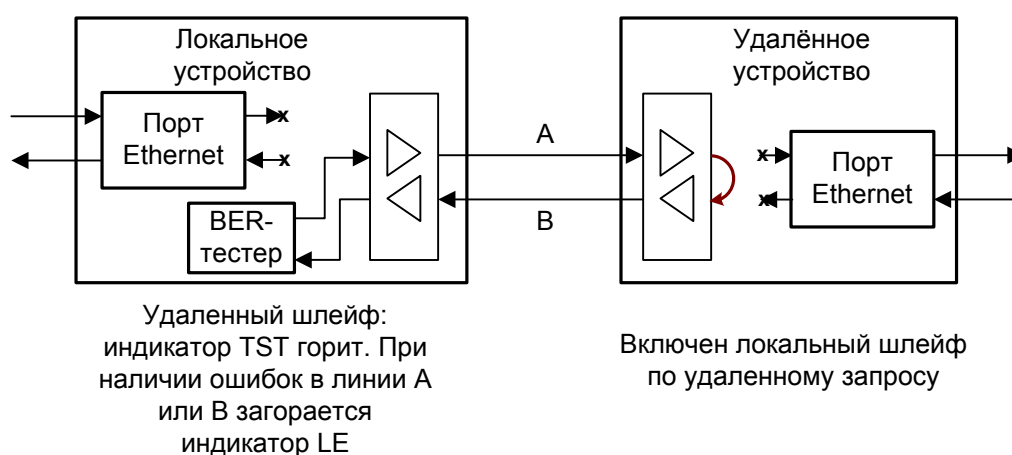 Локальное
устройство
Удалённое
устройство
Порт
Ethernet
x
x
A
B
x
x
Порт
Ethernet
BER-
тестер
Удаленный шлейф:
индикатор TST горит. При
наличии ошибок в линии A
или B загорается
индикатор LE
Включен локальный шлейф
по удаленному запросу